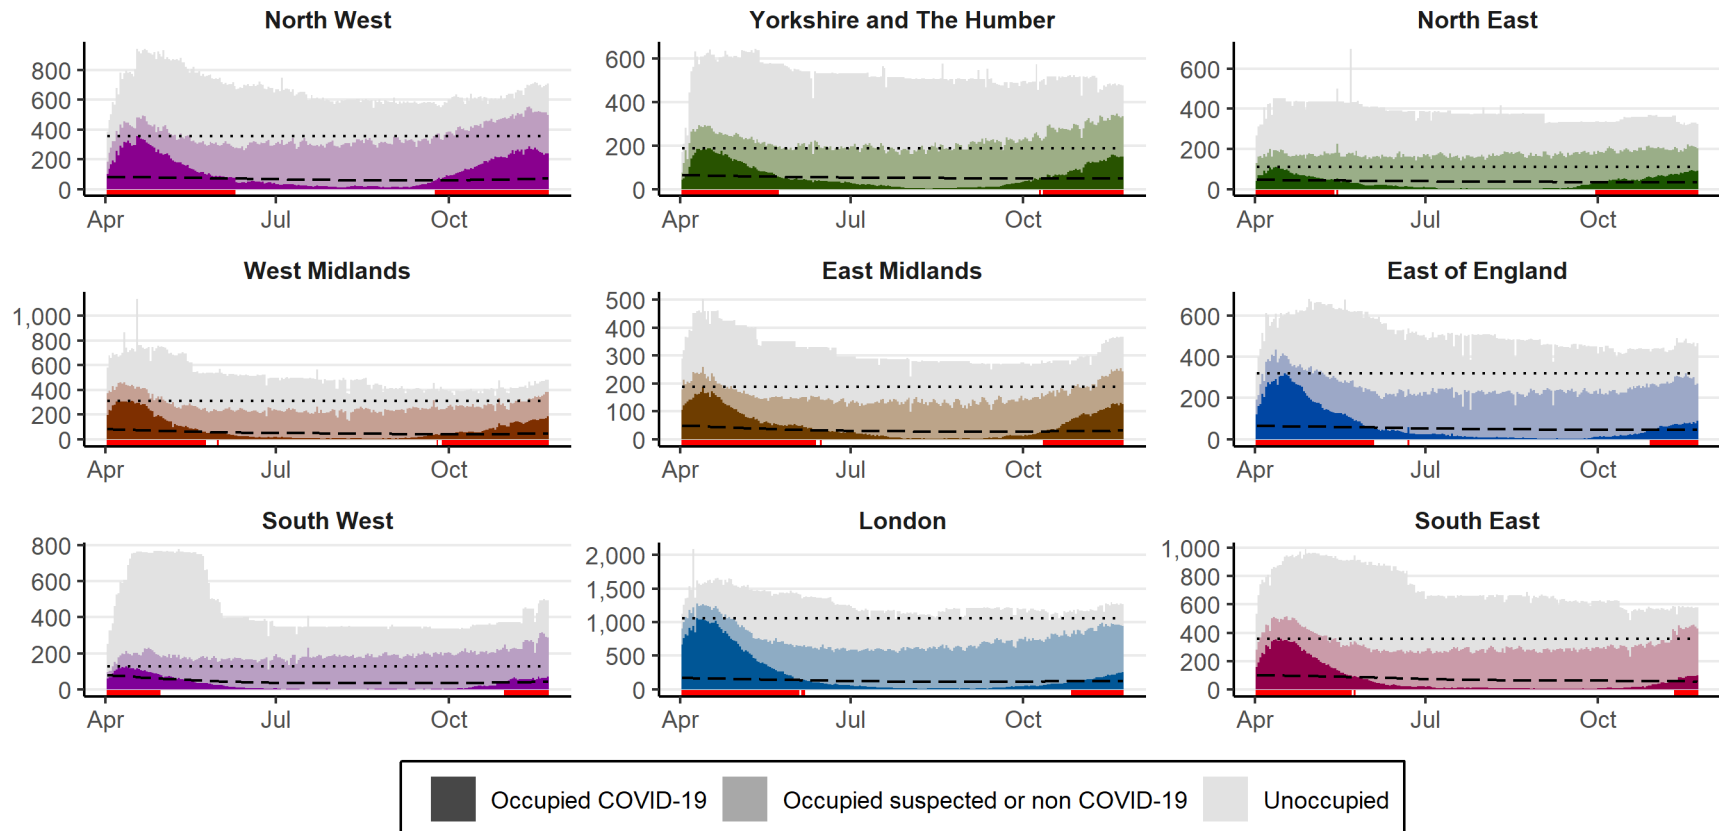 North West
Yorkshire and The Humber
North East
800
600
400
200
0
Apr
Jul
Oct
600
400
200
0
Apr
Jul
Oct
600
400
200
0
Apr
Jul
Oct
West Midlands
East Midlands
East of England
1,000
800
600
400
200
0
Apr
Jul
Oct
500
400
300
200
100
0
Apr
Jul
Oct
600
400
200
0
Apr
Jul
Oct
South West
London
South East
800
600
400
200
0
Apr
Jul
Oct
2,000
1,500
1,000
500
0
Apr
Jul
Oct
1,000
800
600
400
200
0
Apr
Jul
Oct
Occupied COVID-19
Occupied suspected or non COVID-19
Unoccupied